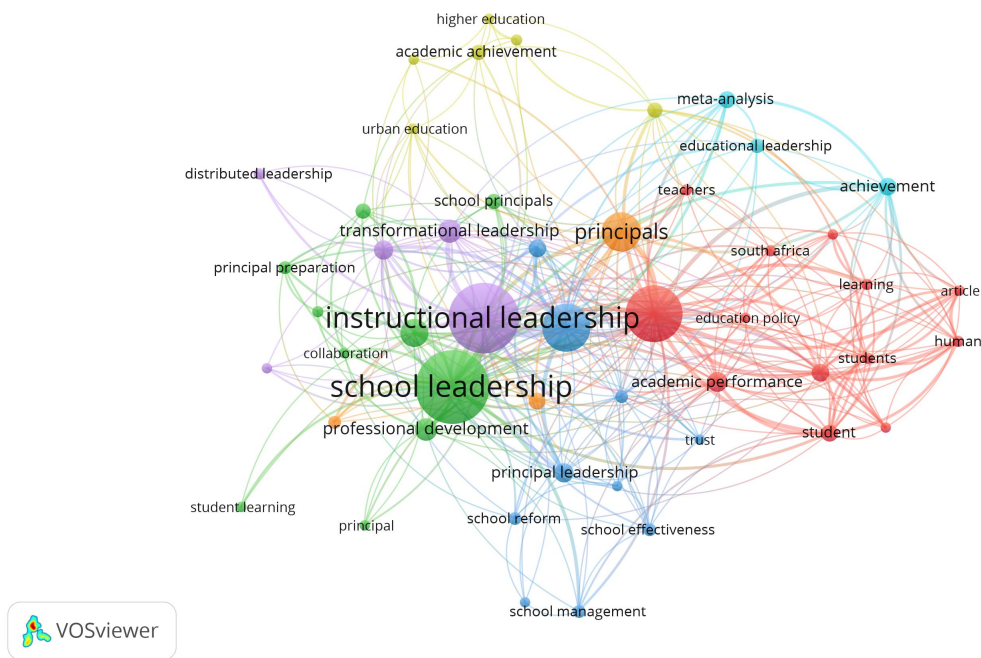 higher education
academic achievement
meta-analysis
urban education
educational leadership
distributed leadership
achievement
teachers
school principals
transformational leadership
principals
south africa
principal preparation
learning
article
instructional leadership
education policy
human
collaboration
students
school leadership
academic performance
professional development
student
trust
principal leadership
student learning
school reform
principal
school effectiveness
school management
VOSviewer